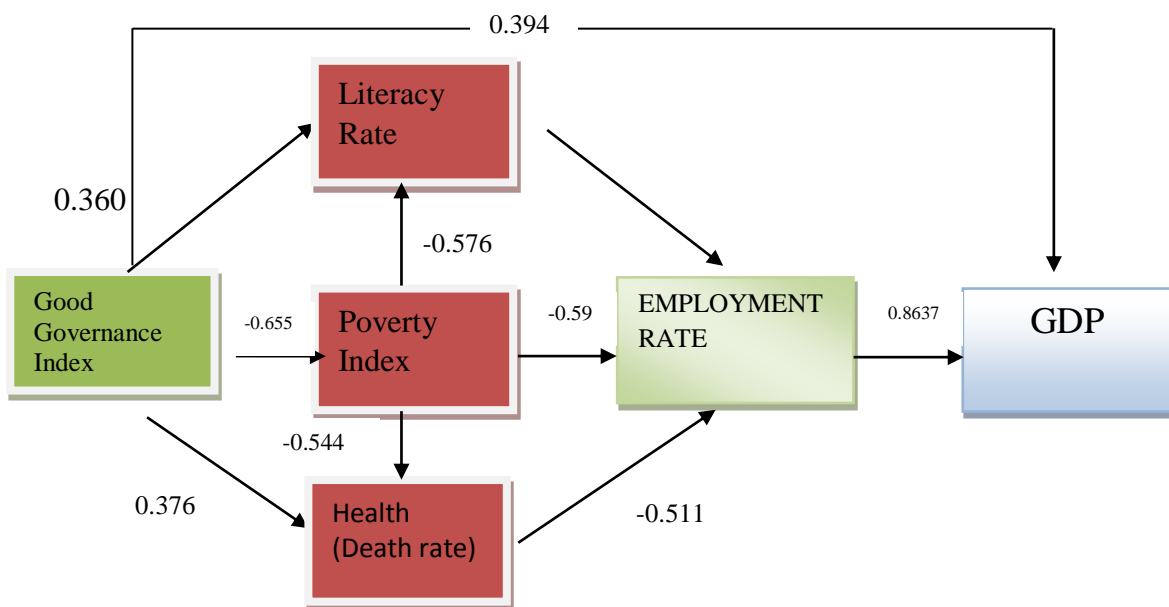 0.394
Literacy
Rate
0.360
-0.576
Good
Governance
Index
-0.655
Poverty
Index
-0.59
EMPLOYMENT
RATE
0.8637
GDP
-0.544
0.376
Health
(Death rate)
-0.511